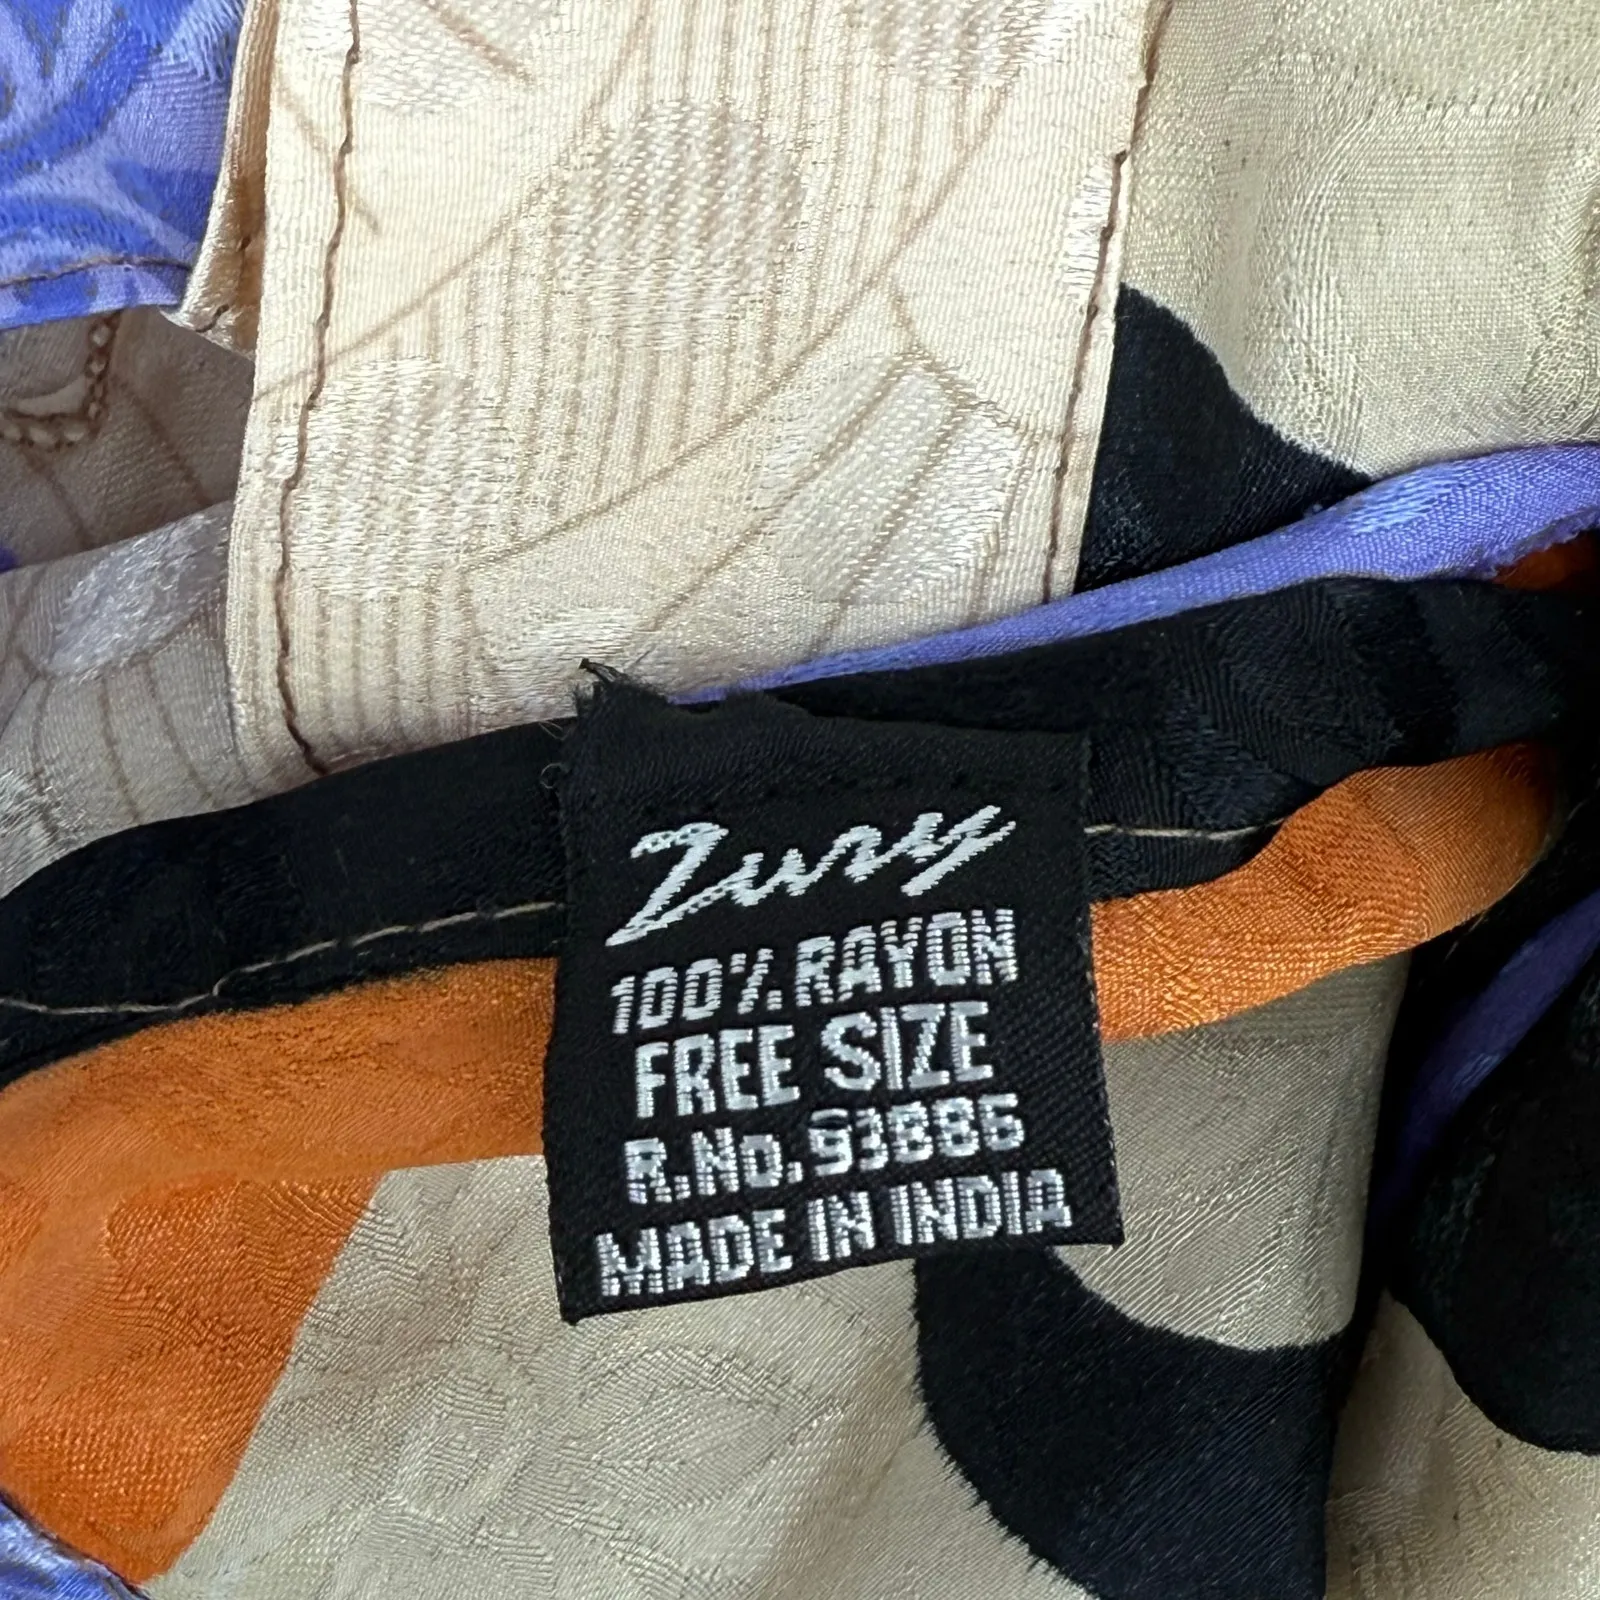 Zury
100% RAYON
FREE SIZE
R.No.93886
MADE IN INDIA